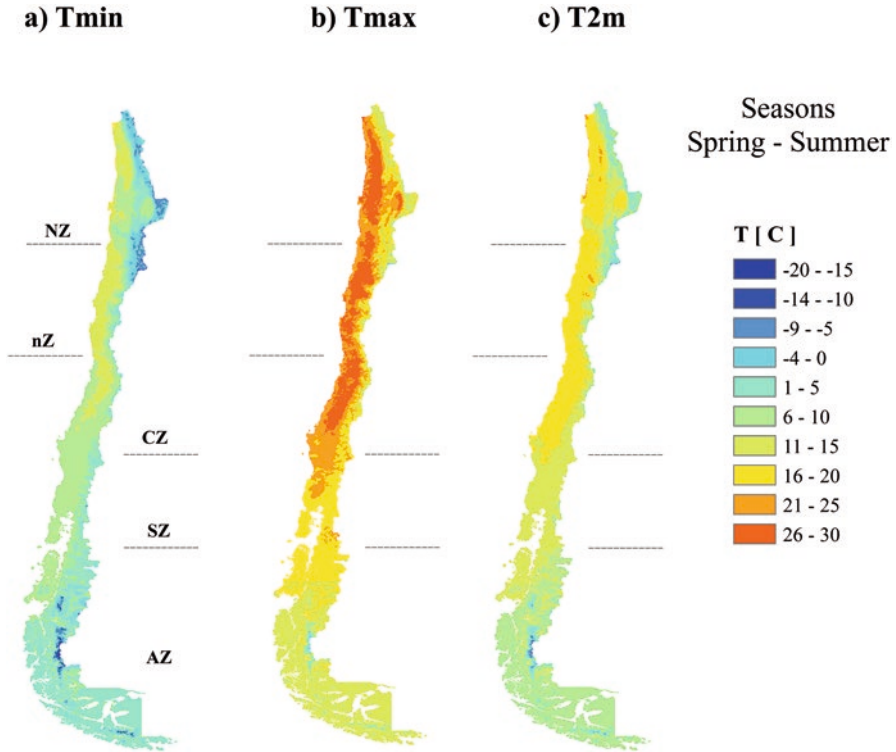 a) Tmin
b) Tmax
c) T2m
Seasons
Spring - Summer
NZ
nZ
CZ
SZ
AZ
T [ C ]
-20 - -15
-14 - -10
-9 - -5
-4 - 0
1 - 5
6 - 10
11 - 15
16 - 20
21 - 25
26 - 30